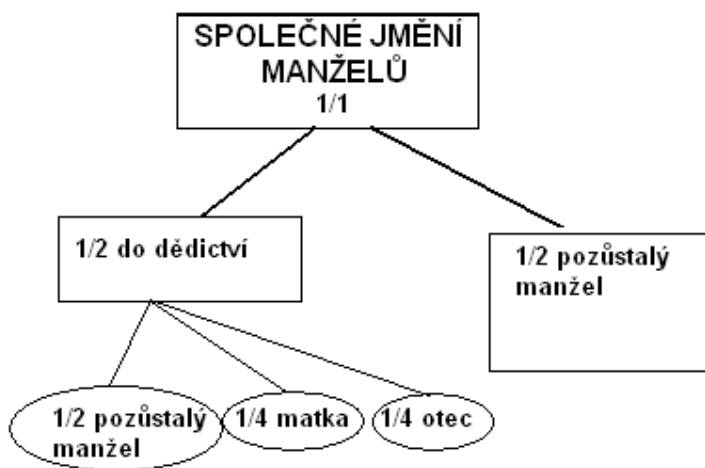 SPOLEČNÉ JMĚNÍ
MANŽELŮ
1/1
1/2 do dědictví
1/2 pozůstalý
manžel
1/2 pozůstalý
manžel
1/4 matka
1/4 otec